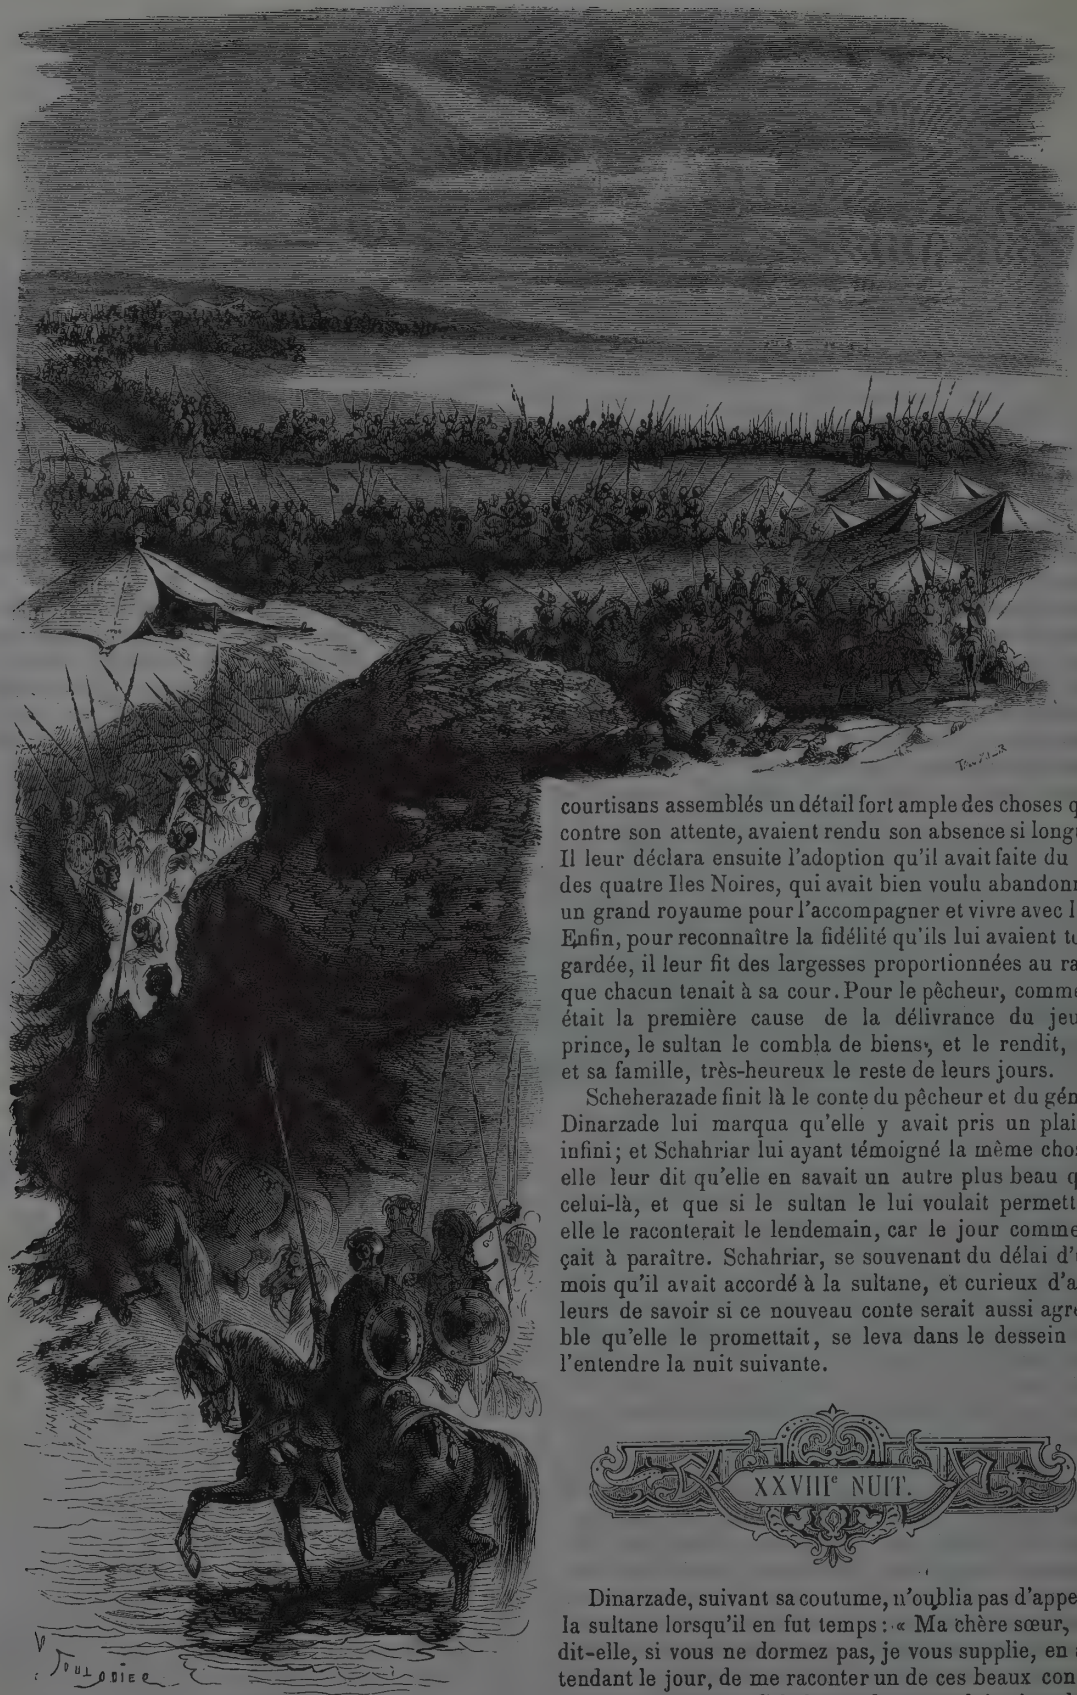 courtisans assemblés un détail fort ample des choses q
contre son attente, avaient rendu son absence si long
Il leur déclara ensuite l'adoption qu'il avait faite du
des quatre Iles Noires, qui avait bien voulu abandon
un grand royaume pour l'accompagner et vivre avec l
Enfin, pour reconnaître la fidélité qu'ils lui avaient t
gardée, il leur fit des largesses proportionnées au ra
que chacun tenait à sa cour. Pour le pêcheur, comme
était la première cause de la délivrance du jeu
prince, le sultan le combla de biens, et le rendit,
et sa famille, très-heureux le reste de leurs jours.
Scheherazade finit là le conte du pêcheur et du gén
Dinarzade lui marqua qu'elle y avait pris un plai
infini; et Schahriar lui ayant témoigné la même cho
elle leur dit qu'elle en savait un autre plus beau q
celui-là, et que si le sultan le lui voulait permett
elle le raconterait le lendemain, car le jour comme
çait à paraître. Schahriar, se souvenant du délai d'
mois qu'il avait accordé à la sultane, et curieux d'a
leurs de savoir si ce nouveau conte serait aussi agré
ble qu'elle le promettait, se leva dans le dessein
l'entendre la nuit suivante.
XXVIIIe NUIT.
Dinarzade, suivant sa coutume, n'oublia pas d'appe
la sultane lorsqu'il en fut temps: « Ma chère sœur,
dit-elle, si vous ne dormez pas, je vous supplie, en
tendant le jour, de me raconter un de ces beaux con